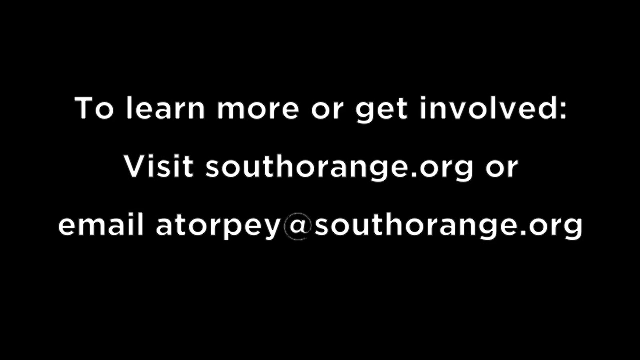 To learn more or get involved:
Visit southorange.org or
email atorpey@southorange.org